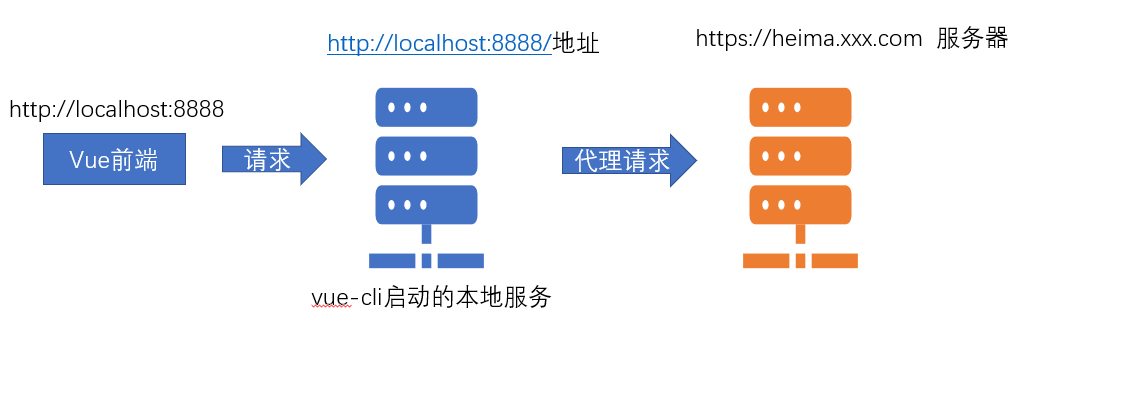 http://localhost:8888/地址
https://heima.xxx.com 服务器
http://localhost:8888
Vue前端
请求
代理请求
vue-cli启动的本地服务